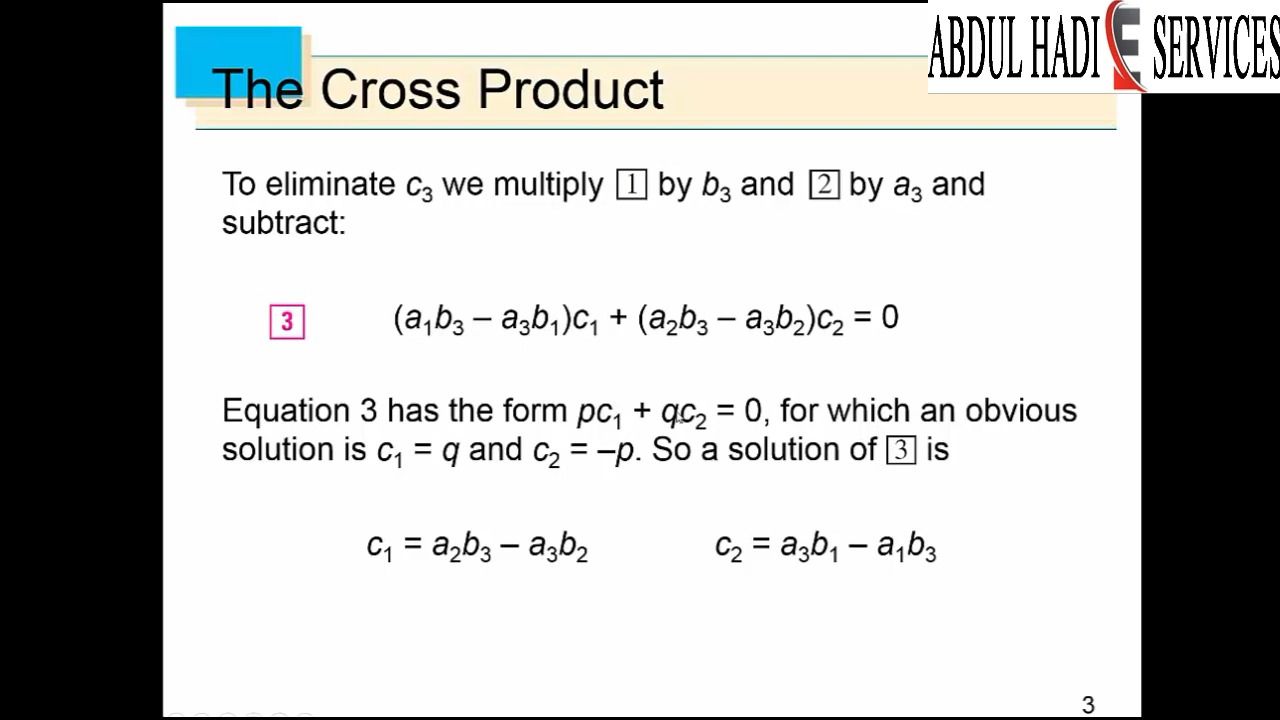 ABDUL HADI E SERVICES
The Cross Product
To eliminate c₃ we multiply 1 by b₃ and 2 by a₃ and
subtract:
3 (a₁b₃ – a₃b₁)c₁ + (a₂b₃ – a₃b₂)c₂ = 0
Equation 3 has the form pc₁ + qc₂ = 0, for which an obvious
solution is c₁ = q and c₂ = –p. So a solution of 3 is
c₁ = a₂b₃ – a₃b₂ c₂ = a₃b₁ – a₁b₃
3